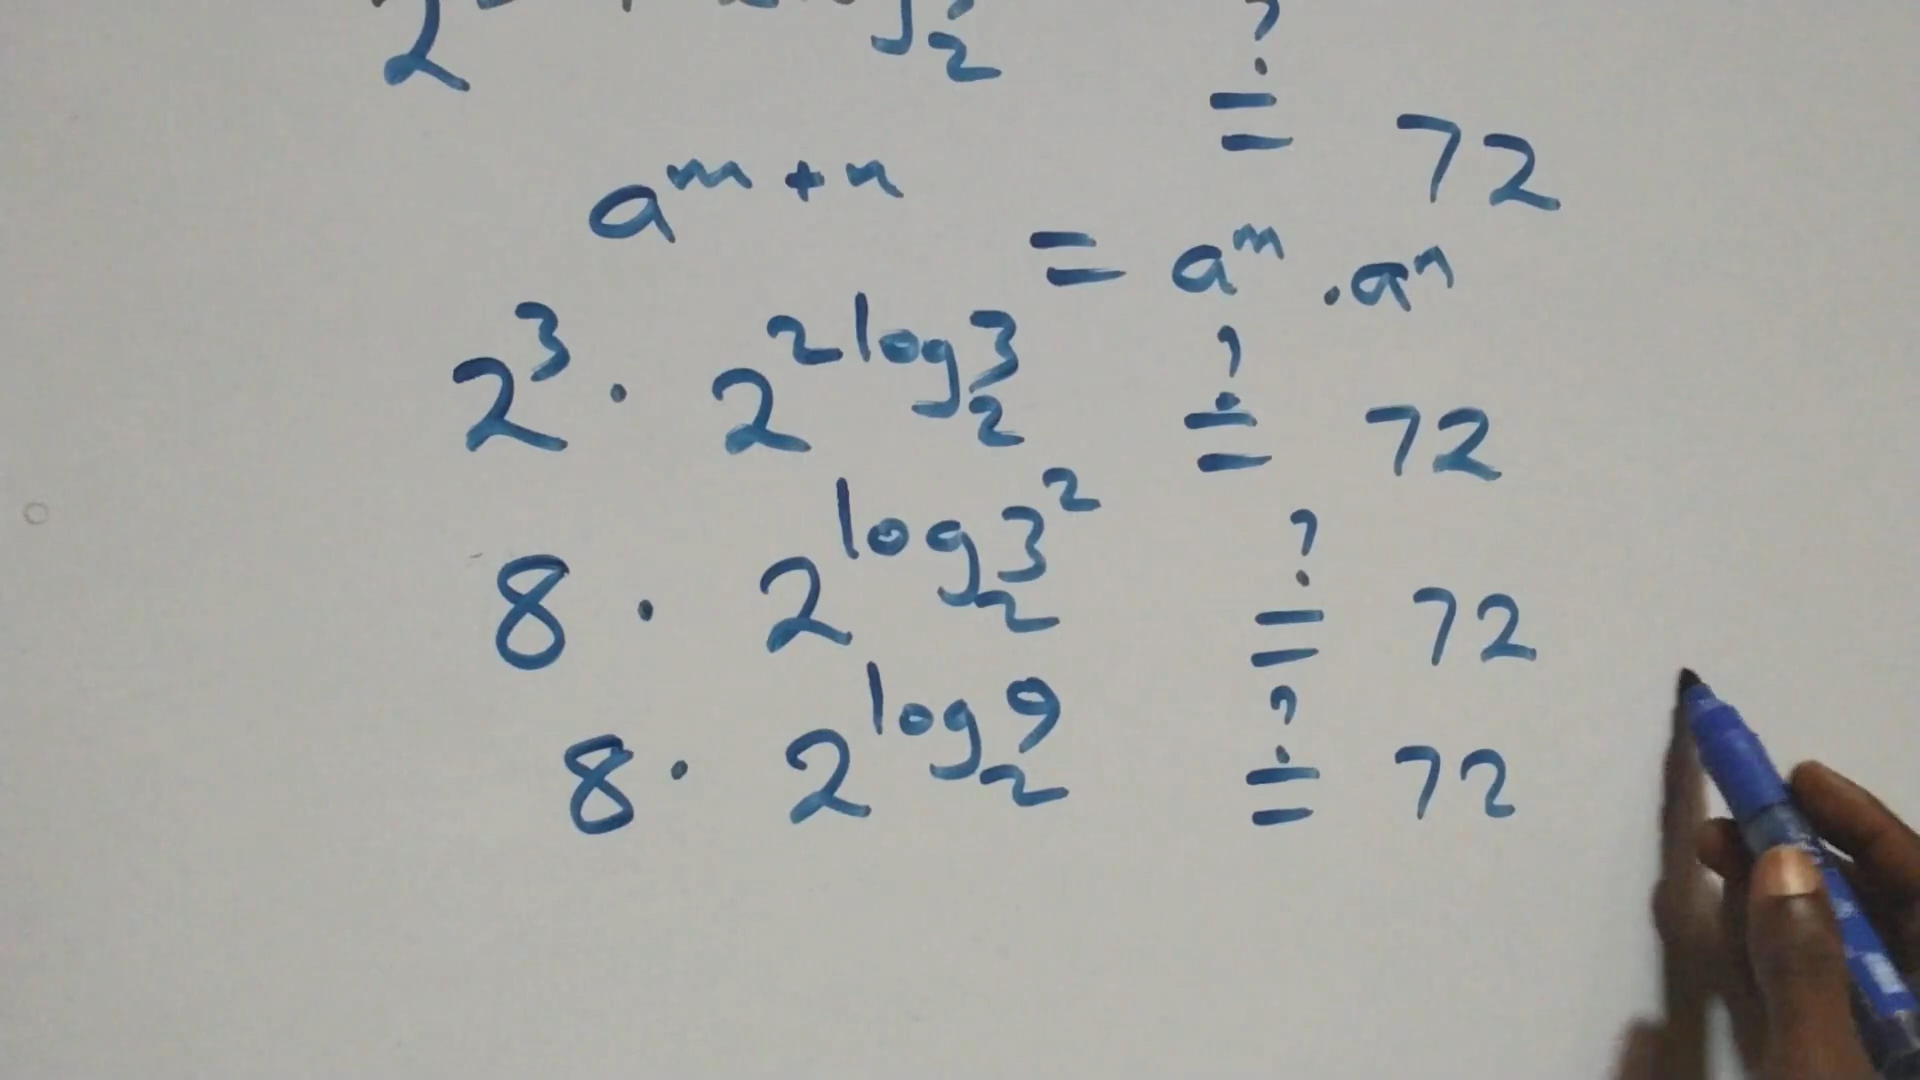 2 log_2 ?
= 72
a^{m+n} = a^m . a^n
2^3 · 2^{2log_2 3} ?= 72
8 · 2^{log_2 3^2} ?= 72
8 · 2^{log_2 9} ?= 72